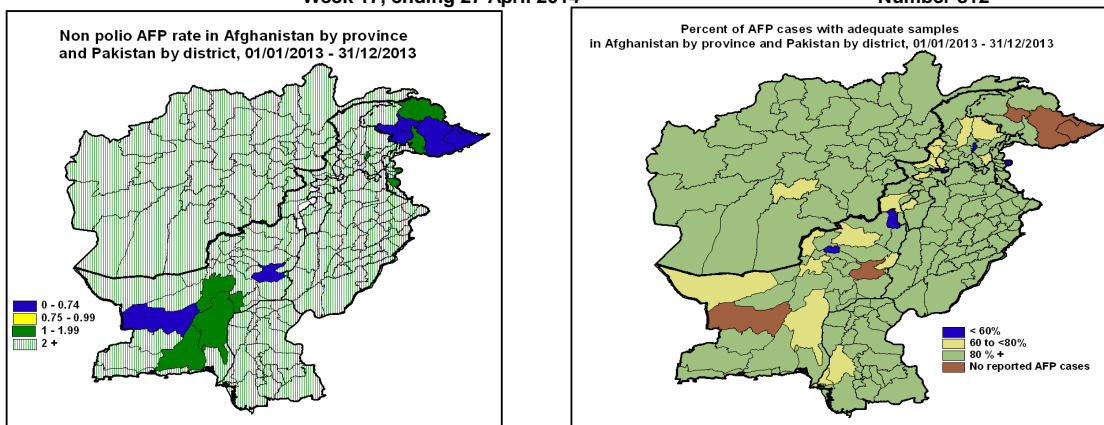 Week 17, ending 27 April 2014
Number 812
Non polio AFP rate in Afghanistan by province
and Pakistan by district, 01/01/2013 - 31/12/2013
0 - 0.74
0.75 - 0.99
1 - 1.99
2 +
Percent of AFP cases with adequate samples
in Afghanistan by province and Pakistan by district, 01/01/2013 - 31/12/2013
< 60%
60 to <80%
80 % +
No reported AFP cases